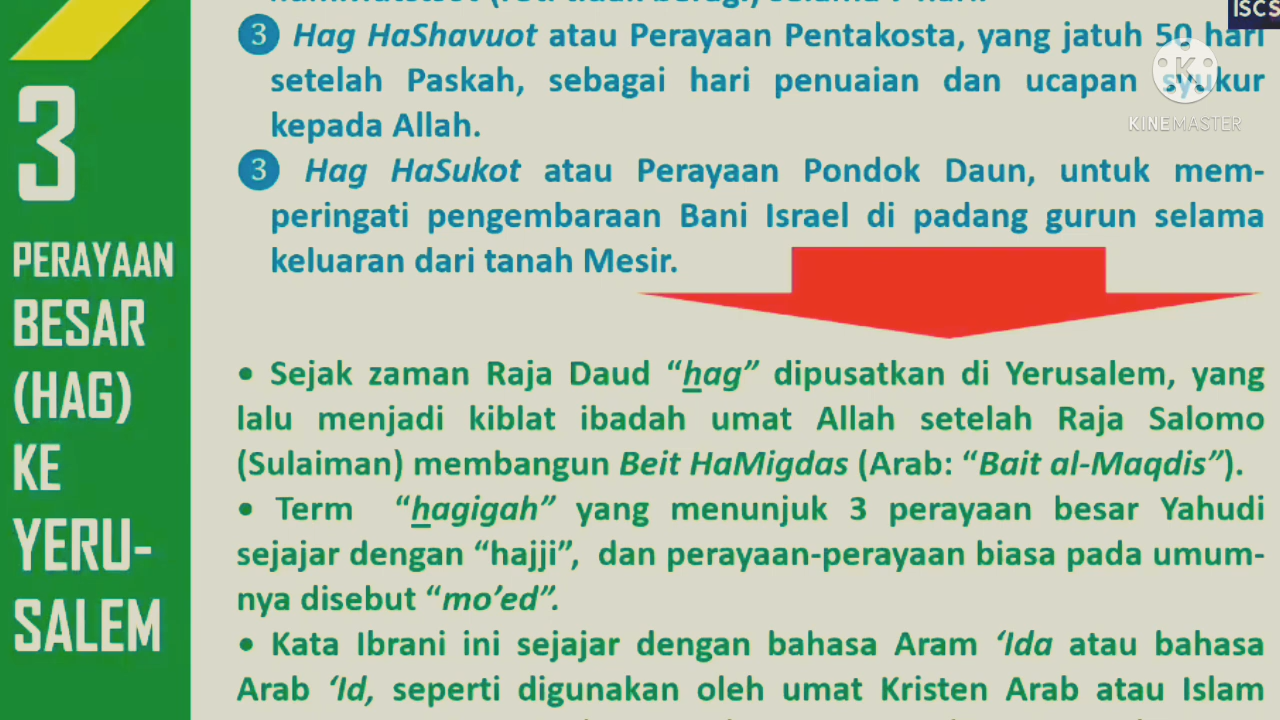 3
PERAYAAN
BESAR
(HAG)
KE
YERU-
SALEM
ISCS
KINEMASTER
❸ Hag HaShavuot atau Perayaan Pentakosta, yang jatuh 50 hari
setelah Paskah, sebagai hari penuaian dan ucapan syukur
kepada Allah.
❸ Hag HaSukot atau Perayaan Pondok Daun, untuk mem-
peringati pengembaraan Bani Israel di padang gurun selama
keluaran dari tanah Mesir.
• Sejak zaman Raja Daud “hag” dipusatkan di Yerusalem, yang
lalu menjadi kiblat ibadah umat Allah setelah Raja Salomo
(Sulaiman) membangun Beit HaMigdas (Arab: “Bait al-Maqdis”).
• Term “hagigah” yang menunjuk 3 perayaan besar Yahudi
sejajar dengan “hajji”, dan perayaan-perayaan biasa pada umum-
nya disebut “mo’ed”.
• Kata Ibrani ini sejajar dengan bahasa Aram ‘Ida atau bahasa
Arab ‘Id, seperti digunakan oleh umat Kristen Arab atau Islam